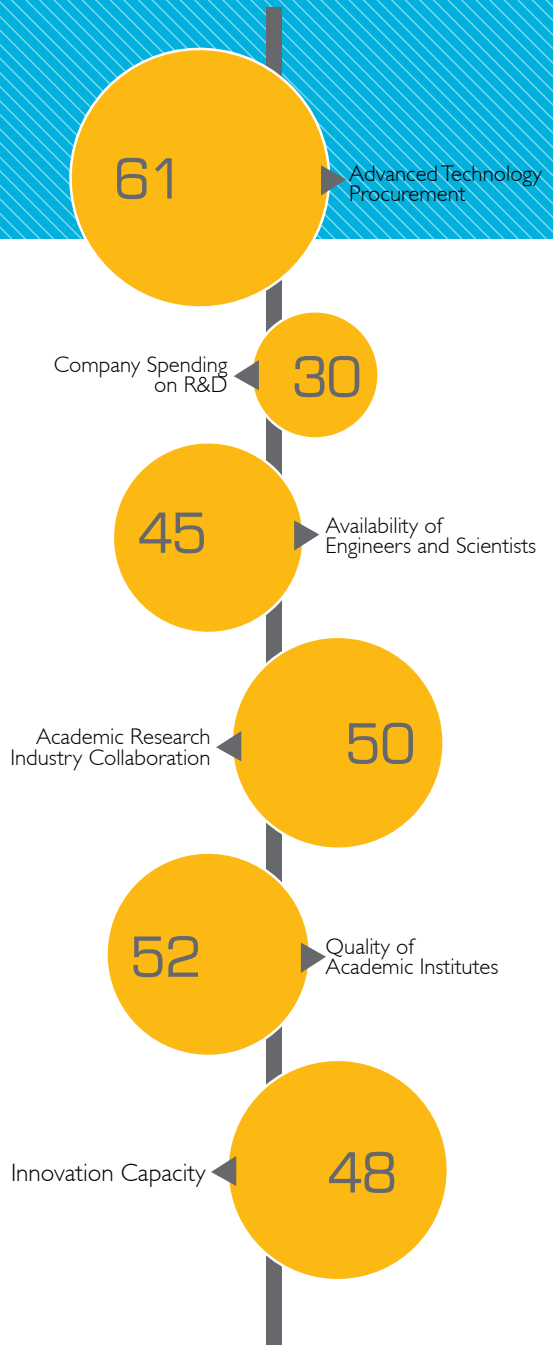 61
Advanced Technology
Procurement
Company Spending
on R&D
30
45
Availability of
Engineers and Scientists
Academic Research
Industry Collaboration
50
52
Quality of
Academic Institutes
Innovation Capacity
48